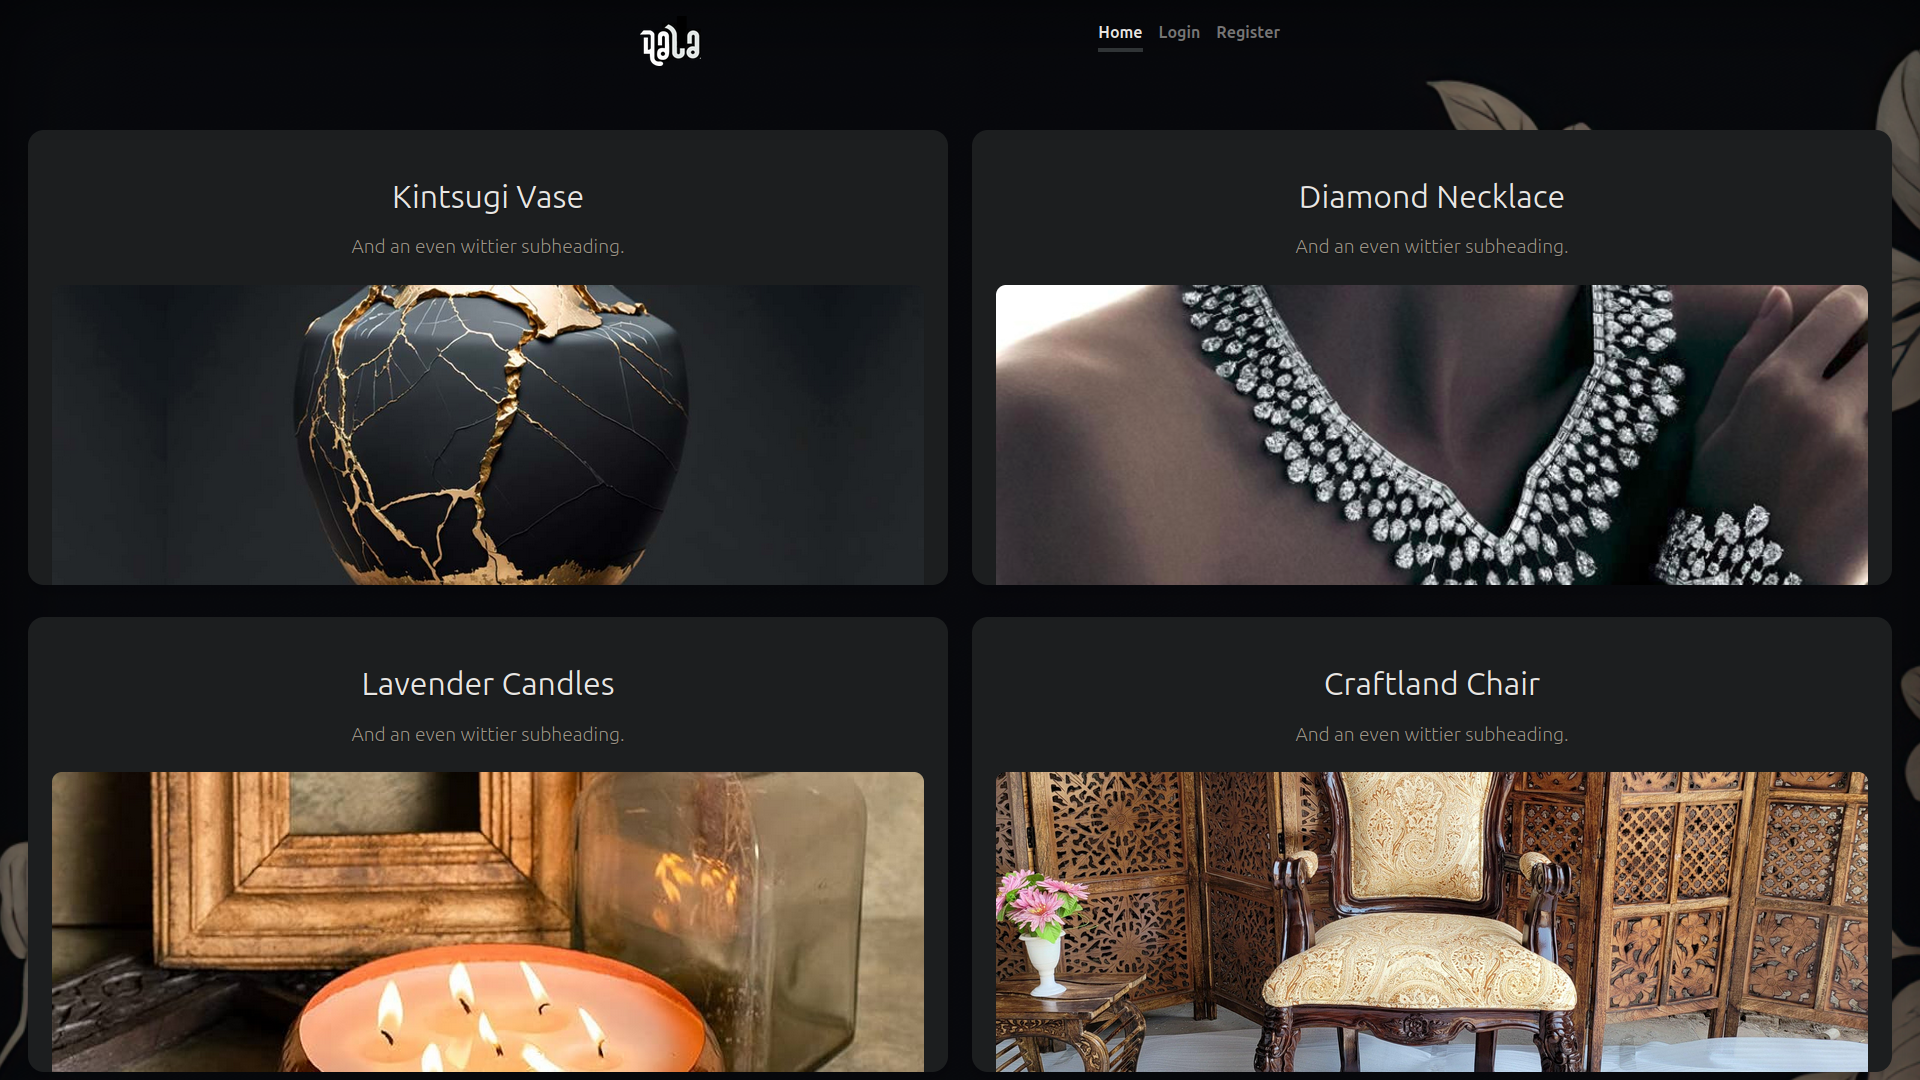 qala
Home Login Register
Kintsugi Vase
And an even wittier subheading.
Diamond Necklace
And an even wittier subheading.
Lavender Candles
And an even wittier subheading.
Craftland Chair
And an even wittier subheading.